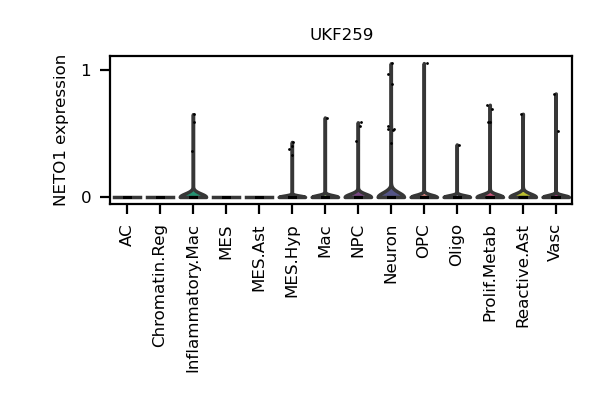 UKF259
NETO1 expression
1
0
AC
Chromatin.Reg
Inflammatory.Mac
MES
MES.Ast
MES.Hyp
Mac
NPC
Neuron
OPC
Oligo
Prolif.Metab
Reactive.Ast
Vasc